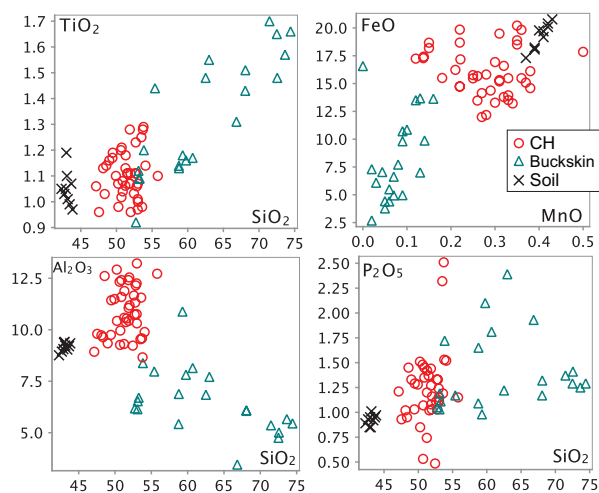 TiO₂
1.7
1.6
1.5
1.4
1.3
1.2
1.1
1.0
0.9
SiO₂
45 50 55 60 65 70 75
FeO
20.0
17.5
15.0
12.5
10.0
7.5
5.0
2.5
MnO
0.0 0.1 0.2 0.3 0.4 0.5
CH
Buckskin
Soil
Al₂O₃
12.5
10.0
7.5
5.0
SiO₂
45 50 55 60 65 70 75
P₂O₅
2.50
2.25
2.00
1.75
1.50
1.25
1.00
0.75
0.50
SiO₂
45 50 55 60 65 70 75